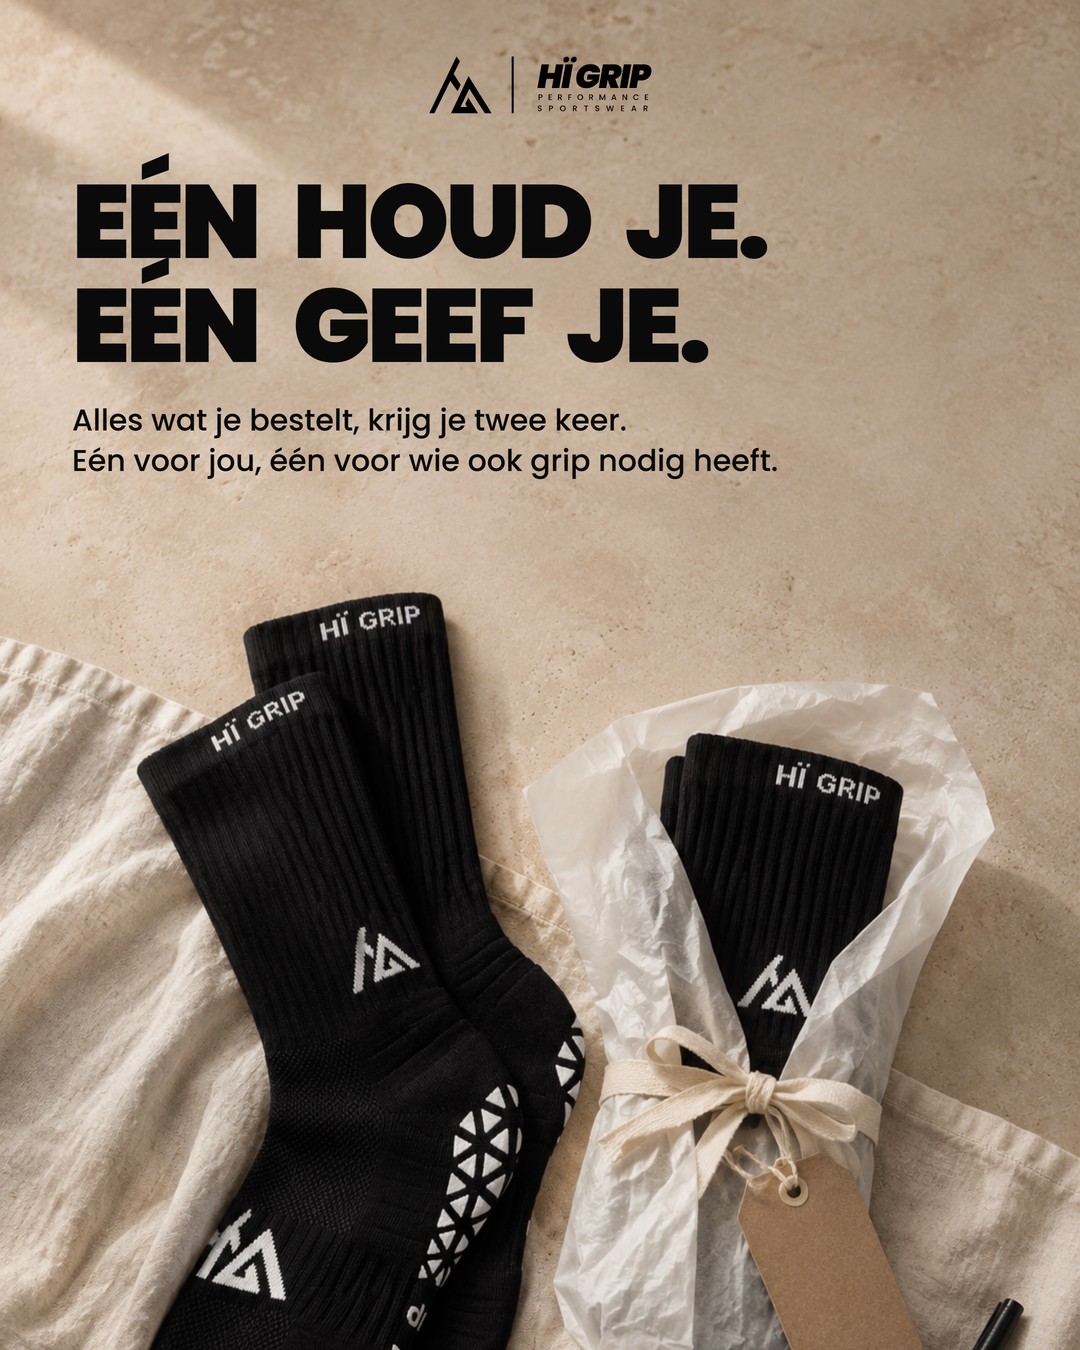 HÏ GRIP
PERFORMANCE
SPORTSWEAR
EÉN HOUD JE.
EÉN GEEF JE.
Alles wat je bestelt, krijg je twee keer.
Eén voor jou, één voor wie ook grip nodig heeft.
HÏ GRIP
HÏ GRIP
HÏ GRIP